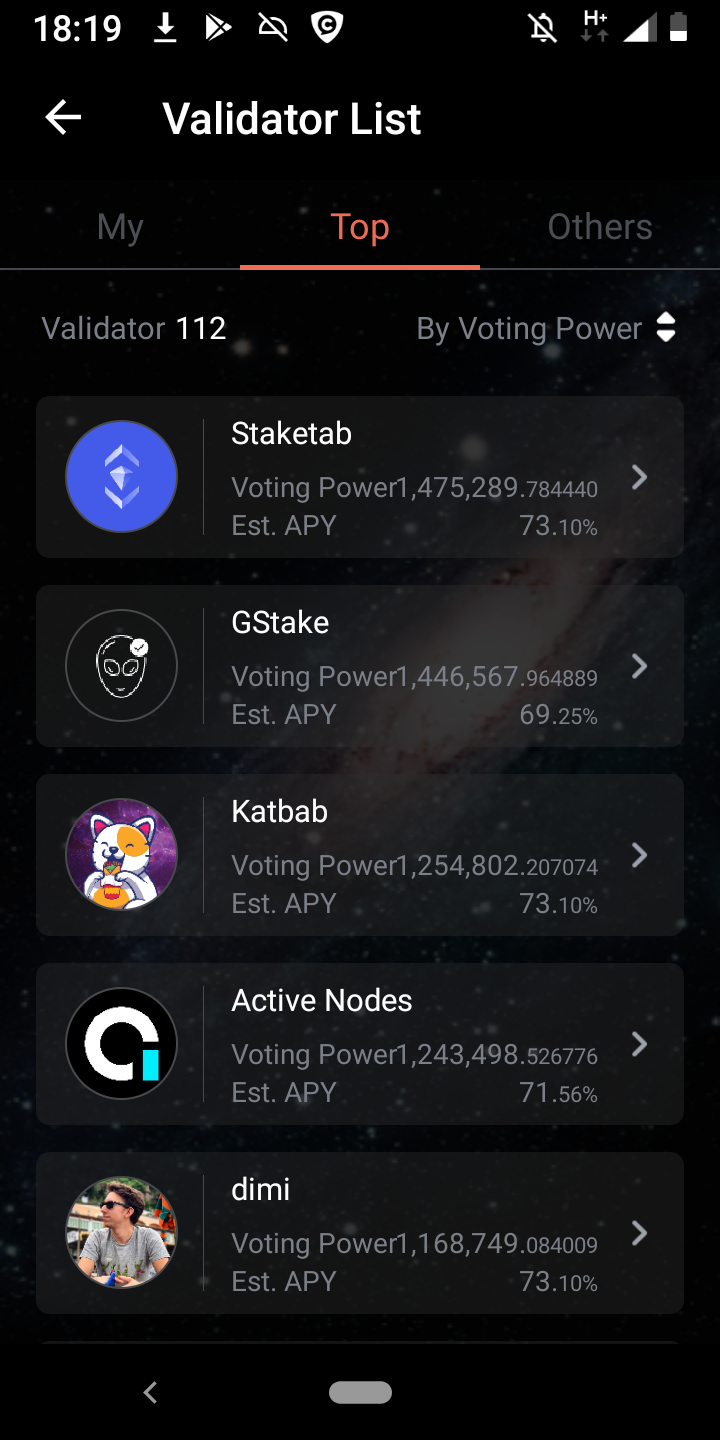 18:19 H+
Validator List
My Top Others
Validator 112 By Voting Power
Staketab
Voting Power1,475,289.784440
Est. APY 73.10%
GStake
Voting Power1,446,567.964889
Est. APY 69.25%
Katbab
Voting Power1,254,802.207074
Est. APY 73.10%
Active Nodes
Voting Power1,243,498.526776
Est. APY 71.56%
dimi
Voting Power1,168,749.084009
Est. APY 73.10%